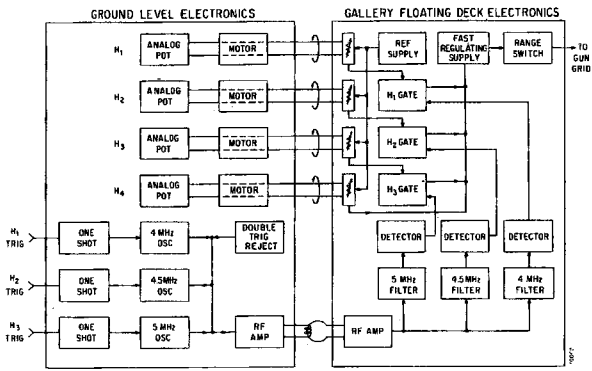 GROUND LEVEL ELECTRONICS
GALLERY FLOATING DECK ELECTRONICS
H1
ANALOG
POT
MOTOR
REF
SUPPLY
FAST
REGULATING
SUPPLY
RANGE
SWITCH
TO
GUN
GRID
H2
ANALOG
POT
MOTOR
H1 GATE
H3
ANALOG
POT
MOTOR
H2 GATE
H4
ANALOG
POT
MOTOR
H3 GATE
H1
TRIG
ONE
SHOT
4 MHz
OSC
DOUBLE
TRIG
REJECT
DETECTOR
DETECTOR
DETECTOR
H2
TRIG
ONE
SHOT
4.5MHz
OSC
5 MHz
FILTER
4.5MHz
FILTER
4 MHz
FILTER
H3
TRIG
ONE
SHOT
5 MHz
OSC
RF
AMP
RF AMP